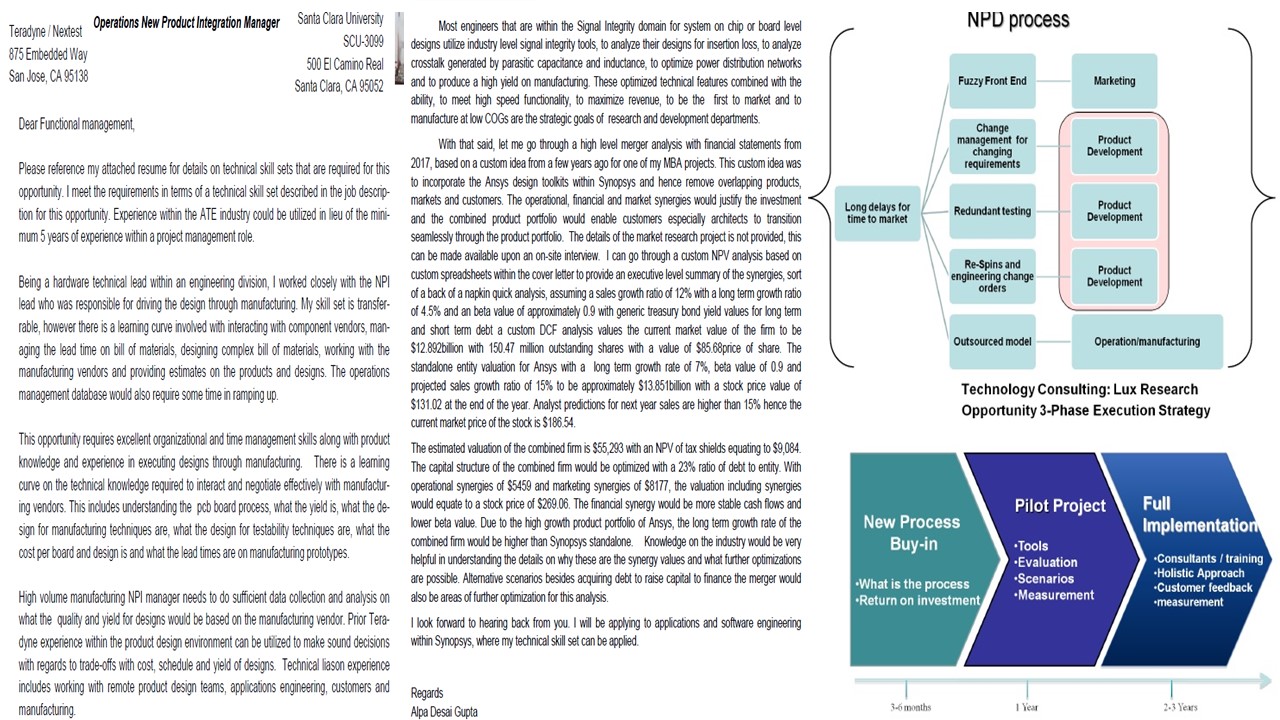 Operations New Product Integration Manager
Teradyne / Nextest
875 Embedded Way
San Jose, CA 95138
Santa Clara University
SCU-3099
500 El Camino Real
Santa Clara, CA 95052
Dear Functional management,
Please reference my attached resume for details on technical skill sets that are required for this
opportunity. I meet the requirements in terms of a technical skill set described in the job descrip-
tion for this opportunity. Experience within the ATE industry could be utilized in lieu of the mini-
mum 5 years of experience within a project management role.
Being a hardware technical lead within an engineering division, I worked closely with the NPI
lead who was responsible for driving the design through manufacturing. My skill set is transfer-
rable, however there is a learning curve involved with interacting with component vendors, man-
aging the lead time on bill of materials, designing complex bill of materials, working with the
manufacturing vendors and providing estimates on the products and designs. The operations
management database would also require some time in ramping up.
This opportunity requires excellent organizational and time management skills along with product
knowledge and experience in executing designs through manufacturing. There is a learning
curve on the technical knowledge required to interact and negotiate effectively with manufactur-
ing vendors. This includes understanding the pcb board process, what the yield is, what the de-
sign for manufacturing techniques are, what the design for testability techniques are, what the
cost per board and design is and what the lead times are on manufacturing prototypes.
High volume manufacturing NPI manager needs to do sufficient data collection and analysis on
what the quality and yield for designs would be based on the manufacturing vendor. Prior Tera-
dyne experience within the product design environment can be utilized to make sound decisions
with regards to trade-offs with cost, schedule and yield of designs. Technical liason experience
includes working with remote product design teams, applications engineering, customers and
manufacturing.
Most engineers that are within the Signal Integrity domain for system on chip or board level
designs utilize industry level signal integrity tools, to analyze their designs for insertion loss, to analyze
crosstalk generated by parasitic capacitance and inductance, to optimize power distribution networks
and to produce a high yield on manufacturing. These optimized technical features combined with the
ability, to meet high speed functionality, to maximize revenue, to be the first to market and to
manufacture at low COGs are the strategic goals of research and development departments.
With that said, let me go through a high level merger analysis with financial statements from
2017, based on a custom idea from a few years ago for one of my MBA projects. This custom idea was
to incorporate the Ansys design toolkits within Synopsys and hence remove overlapping products,
markets and customers. The operational, financial and market synergies would justify the investment
and the combined product portfolio would enable customers especially architects to transition
seamlessly through the product portfolio. The details of the market research project is not provided, this
can be made available upon an on-site interview. I can go through a custom NPV analysis based on
custom spreadsheets within the cover letter to provide an executive level summary of the synergies, sort
of a back of a napkin quick analysis, assuming a sales growth ratio of 12% with a long term growth ratio
of 4.5% and an beta value of approximately 0.9 with generic treasury bond yield values for long term
and short term debt a custom DCF analysis values the current market value of the firm to be
$12.892billion with 150.47 million outstanding shares with a value of $85.68price of share. The
standalone entity valuation for Ansys with a long term growth rate of 7%, beta value of 0.9 and
projected sales growth ratio of 15% to be approximately $13.851billion with a stock price value of
$131.02 at the end of the year. Analyst predictions for next year sales are higher than 15% hence the
current market price of the stock is $186.54.
The estimated valuation of the combined firm is $55,293 with an NPV of tax shields equating to $9,084.
The capital structure of the combined firm would be optimized with a 23% ratio of debt to entity. With
operational synergies of $5459 and marketing synergies of $8177, the valuation including synergies
would equate to a stock price of $269.06. The financial synergy would be more stable cash flows and
lower beta value. Due to the high growth product portfolio of Ansys, the long term growth rate of the
combined firm would be higher than Synopsys standalone. Knowledge on the industry would be very
helpful in understanding the details on why these are the synergy values and what further optimizations
are possible. Alternative scenarios besides acquiring debt to raise capital to finance the merger would
also be areas of further optimization for this analysis.
I look forward to hearing back from you. I will be applying to applications and software engineering
within Synopsys, where my technical skill set can be applied.
Regards
Alpa Desai Gupta
NPD process
Long delays for
time to market
Fuzzy Front End
Marketing
Change
management for
changing
requirements
Product
Development
Redundant testing
Product
Development
Re-Spins and
engineering change
orders
Product
Development
Outsourced model
Operation/manufacturing
Technology Consulting: Lux Research
Opportunity 3-Phase Execution Strategy
New Process
Buy-in
•What is the process
•Return on investment
Pilot Project
•Tools
•Evaluation
•Scenarios
•Measurement
Full
Implementation
•Consultants / training
•Holistic Approach
•Customer feedback
•measurement
3-6 months
1 Year
2-3 Years